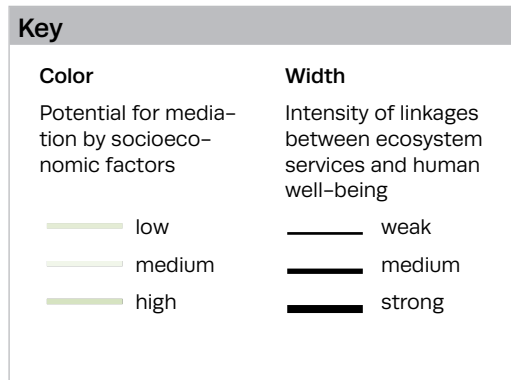 Key
Color
Potential for media-
tion by socioeco-
nomic factors
low
medium
high
Width
Intensity of linkages
between ecosystem
services and human
well-being
weak
medium
strong